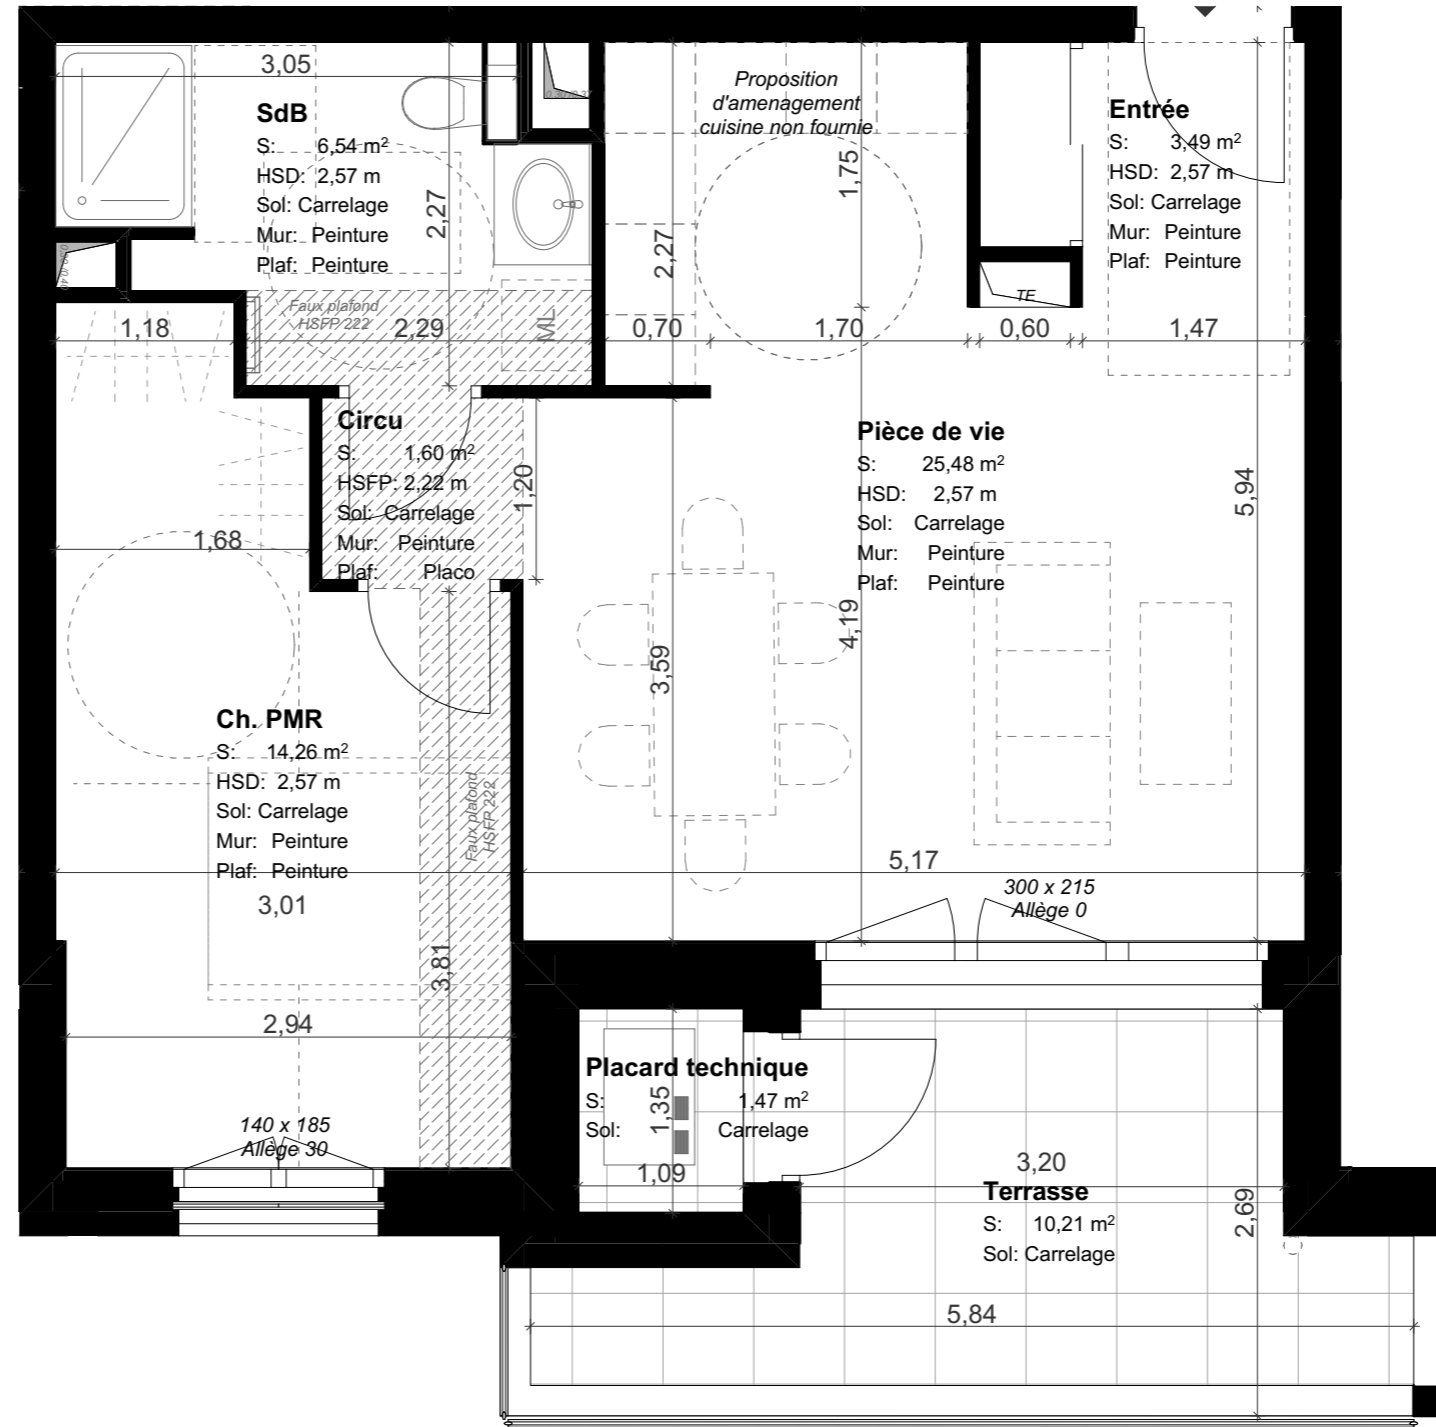 3,05
SdB
S: 6,54 m²
HSD: 2,57 m
Sol: Carrelage
Mur: Peinture
Plaf: Peinture
2,27
Faux plafond
HSFP 222
2,29
ML
1,18
Proposition
d'amenagement
cuisine non fournie
1,75
2,27
0,70
1,70
TE
0,60
1,47
Entrée
S: 3,49 m²
HSD: 2,57 m
Sol: Carrelage
Mur: Peinture
Plaf: Peinture
Circu
S: 1,60 m²
HSFP: 2,22 m
Sol: Carrelage
Mur: Peinture
Plaf: Placo
1,20
1,68
Pièce de vie
S: 25,48 m²
HSD: 2,57 m
Sol: Carrelage
Mur: Peinture
Plaf: Peinture
5,94
4,19
3,59
5,17
300 x 215
Allège 0
Ch. PMR
S: 14,26 m²
HSD: 2,57 m
Sol: Carrelage
Mur: Peinture
Plaf: Peinture
Faux plafond
HSFP 222
3,01
3,81
2,94
140 x 185
Allège 30
Placard technique
S: 1,47 m²
Sol: Carrelage
1,35
1,09
3,20
Terrasse
S: 10,21 m²
Sol: Carrelage
2,69
5,84